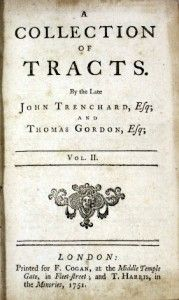 A
COLLECTION
OF
TRACTS.
By the Late
JOHN TRENCHARD, Esq;
AND
THOMAS GORDON, Esq;
VOL. II.
LONDON:
Printed for F. COGAN, at the Middle Temple
Gate, in Fleet-street; and T. HARRIS, in
the Minories, 1751.